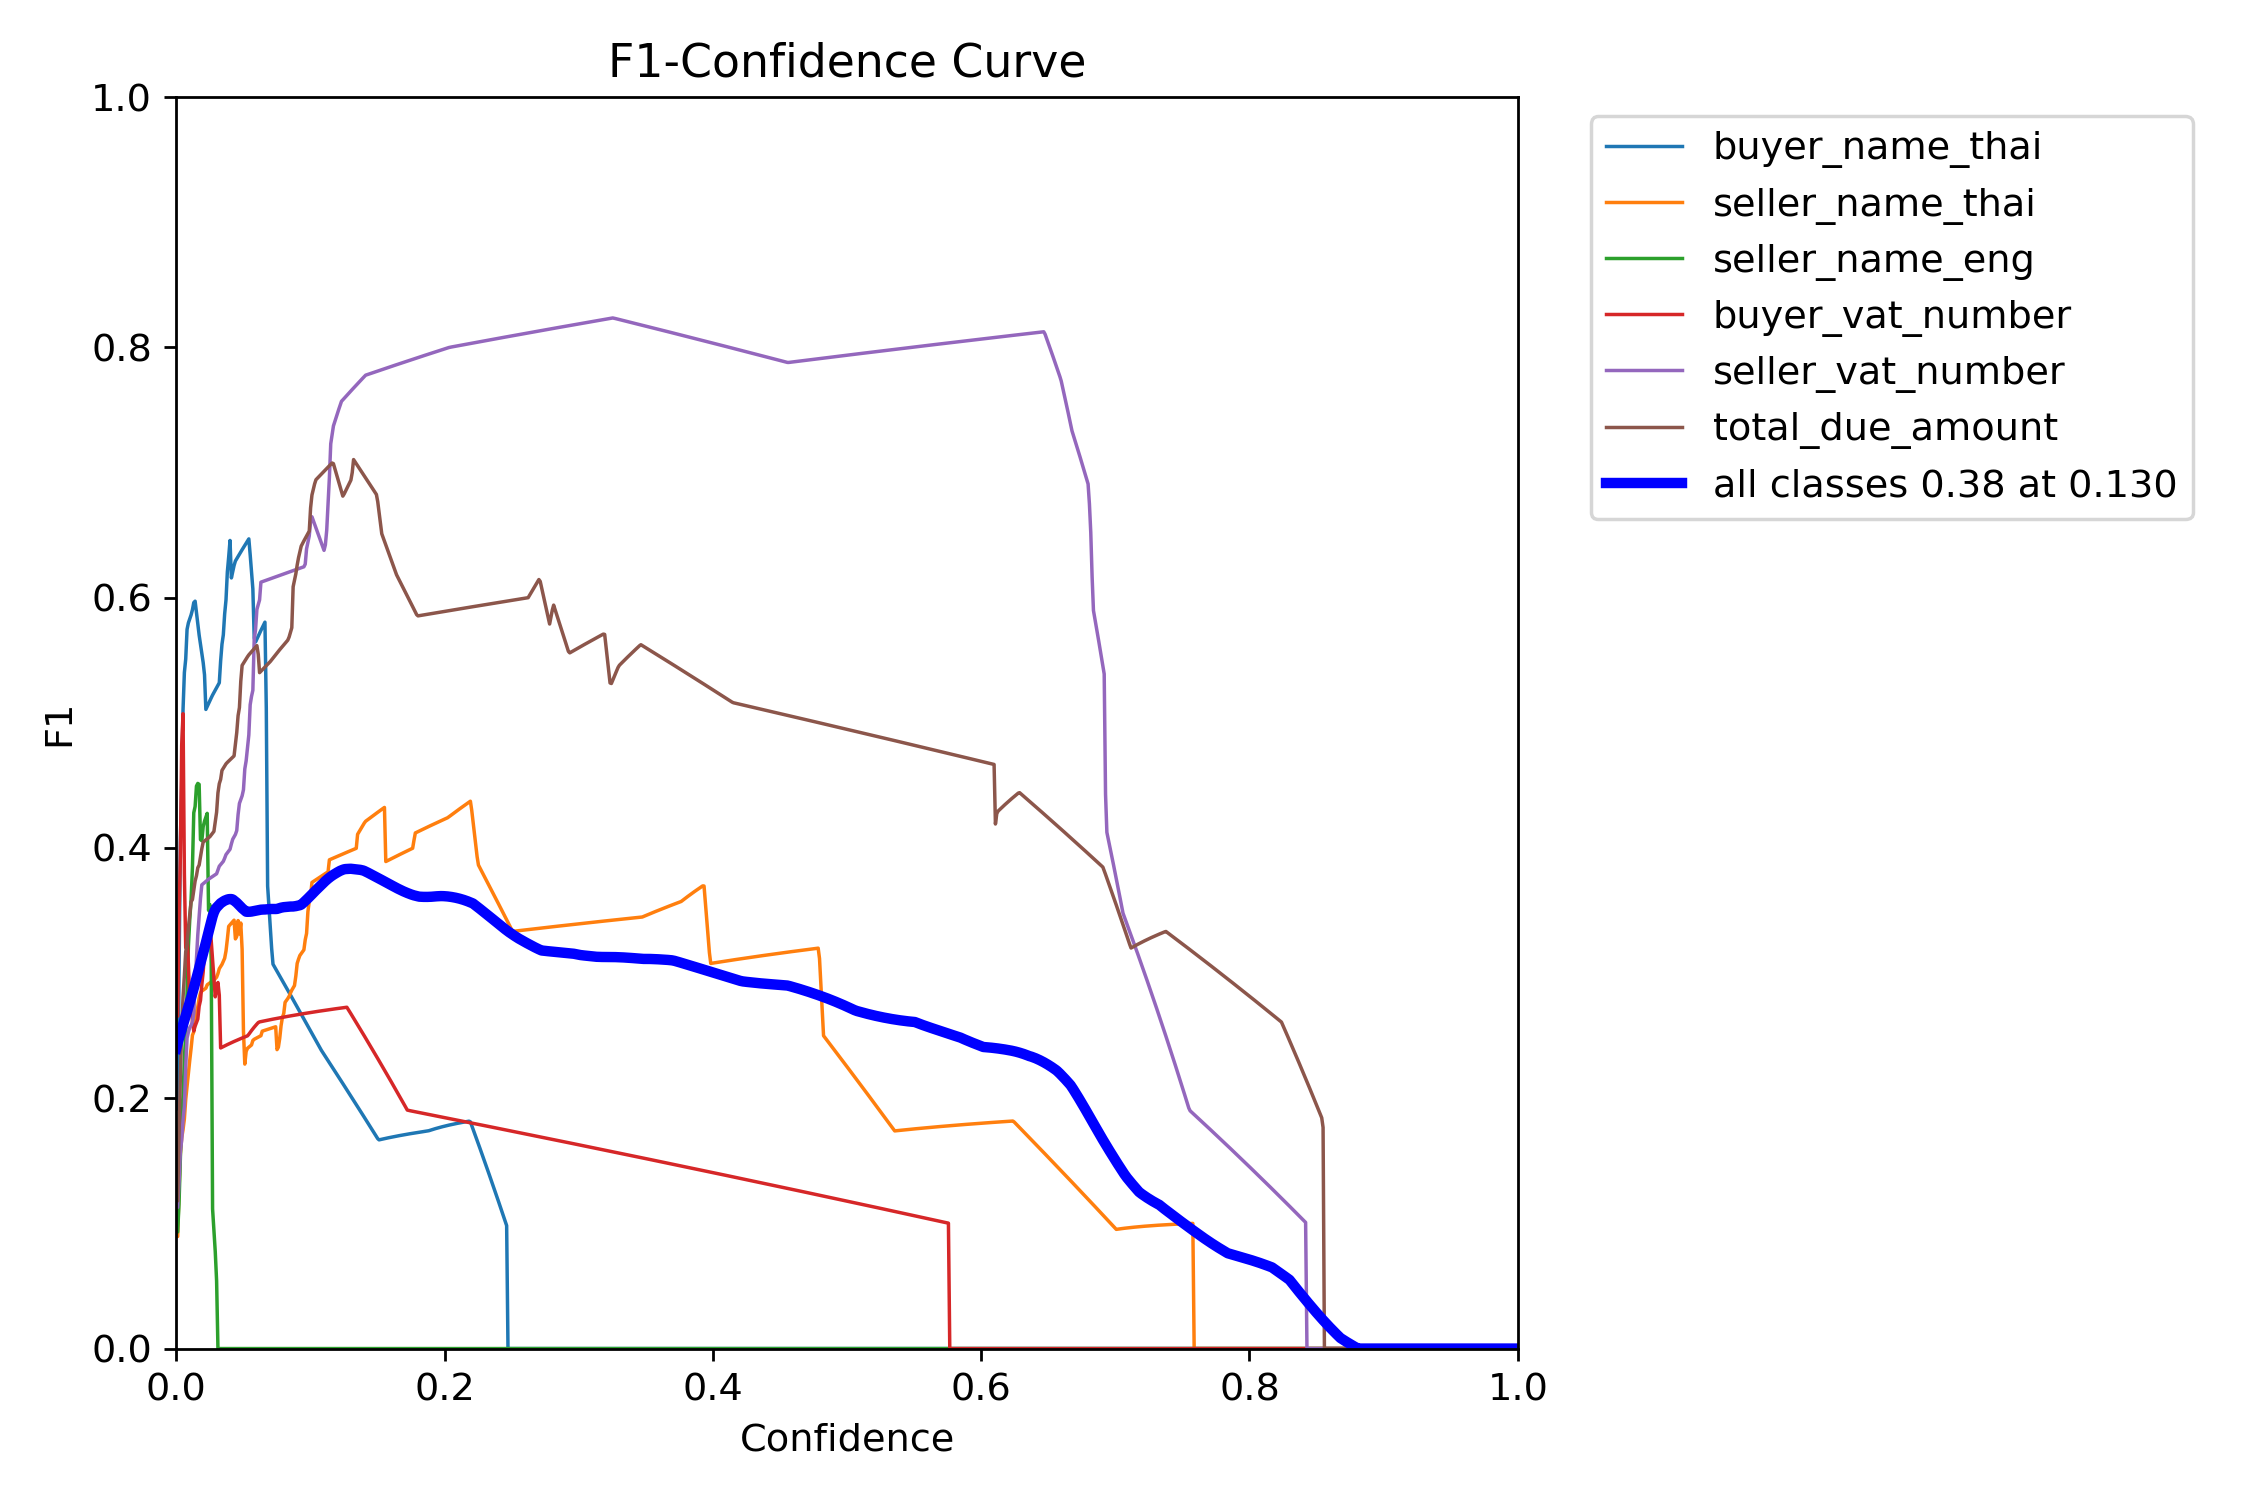 F1-Confidence Curve
1.0
0.8
0.6
0.4
0.2
0.0
F1
0.0 0.2 0.4 0.6 0.8 1.0
Confidence
buyer_name_thai
seller_name_thai
seller_name_eng
buyer_vat_number
seller_vat_number
total_due_amount
all classes 0.38 at 0.130